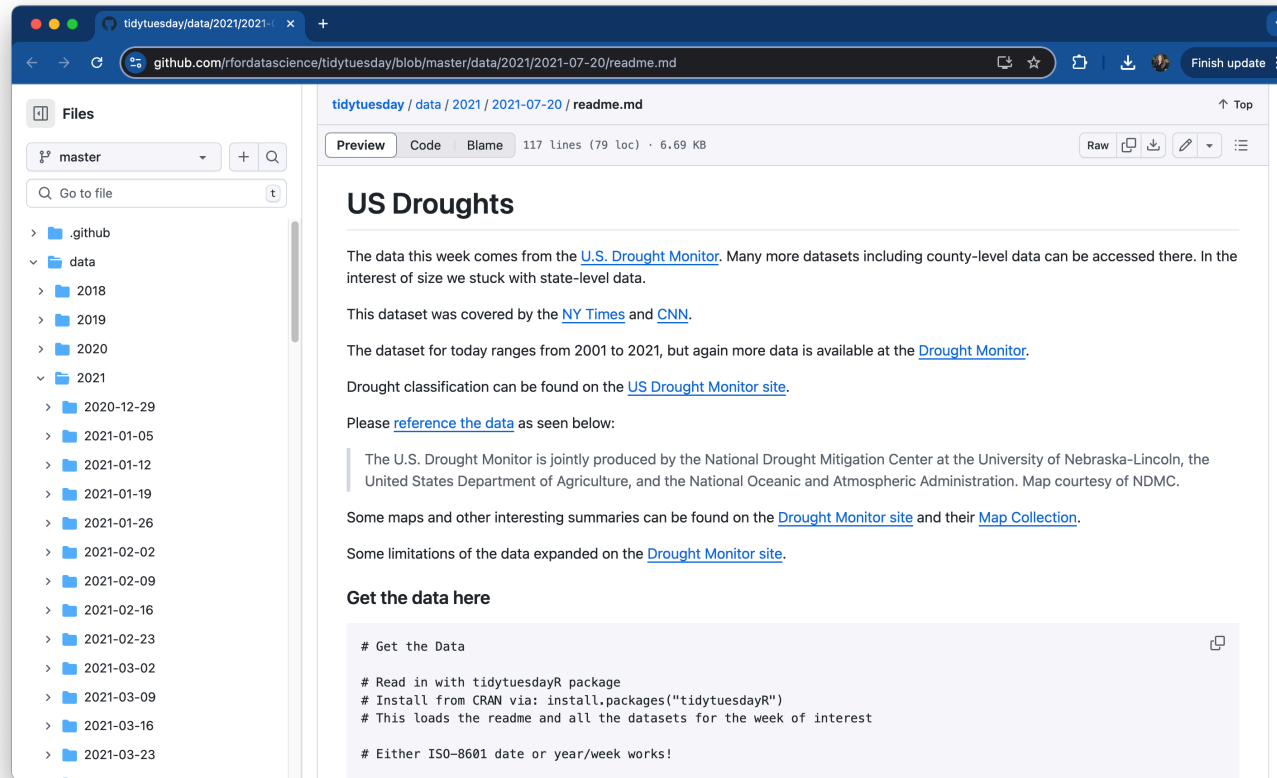 tidytuesday/data/2021/2021-0
github.com/rfordatascience/tidytuesday/blob/master/data/2021/2021-07-20/readme.md
Finish update
Files
master
Go to file
t
.github
data
2018
2019
2020
2021
2020-12-29
2021-01-05
2021-01-12
2021-01-19
2021-01-26
2021-02-02
2021-02-09
2021-02-16
2021-02-23
2021-03-02
2021-03-09
2021-03-16
2021-03-23
tidytuesday / data / 2021 / 2021-07-20 / readme.md
Top
Preview Code Blame 117 lines (79 loc) · 6.69 KB
Raw
US Droughts
The data this week comes from the U.S. Drought Monitor. Many more datasets including county-level data can be accessed there. In the
interest of size we stuck with state-level data.
This dataset was covered by the NY Times and CNN.
The dataset for today ranges from 2001 to 2021, but again more data is available at the Drought Monitor.
Drought classification can be found on the US Drought Monitor site.
Please reference the data as seen below:
The U.S. Drought Monitor is jointly produced by the National Drought Mitigation Center at the University of Nebraska-Lincoln, the
United States Department of Agriculture, and the National Oceanic and Atmospheric Administration. Map courtesy of NDMC.
Some maps and other interesting summaries can be found on the Drought Monitor site and their Map Collection.
Some limitations of the data expanded on the Drought Monitor site.
Get the data here
# Get the Data
# Read in with tidytuesdayR package
# Install from CRAN via: install.packages("tidytuesdayR")
# This loads the readme and all the datasets for the week of interest
# Either ISO-8601 date or year/week works!